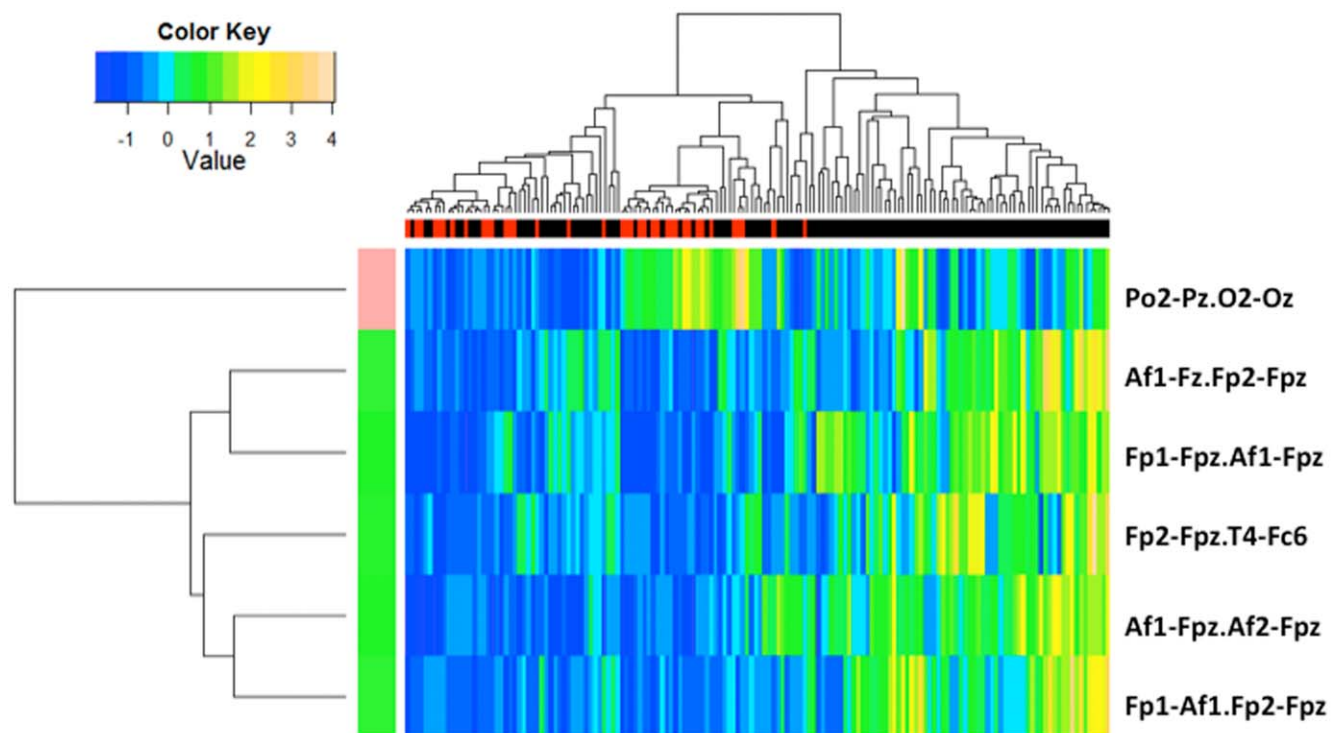 Color Key
-1 0 1 2 3 4
Value
Po2-Pz.O2-Oz
Af1-Fz.Fp2-Fpz
Fp1-Fpz.Af1-Fpz
Fp2-Fpz.T4-Fc6
Af1-Fpz.Af2-Fpz
Fp1-Af1.Fp2-Fpz